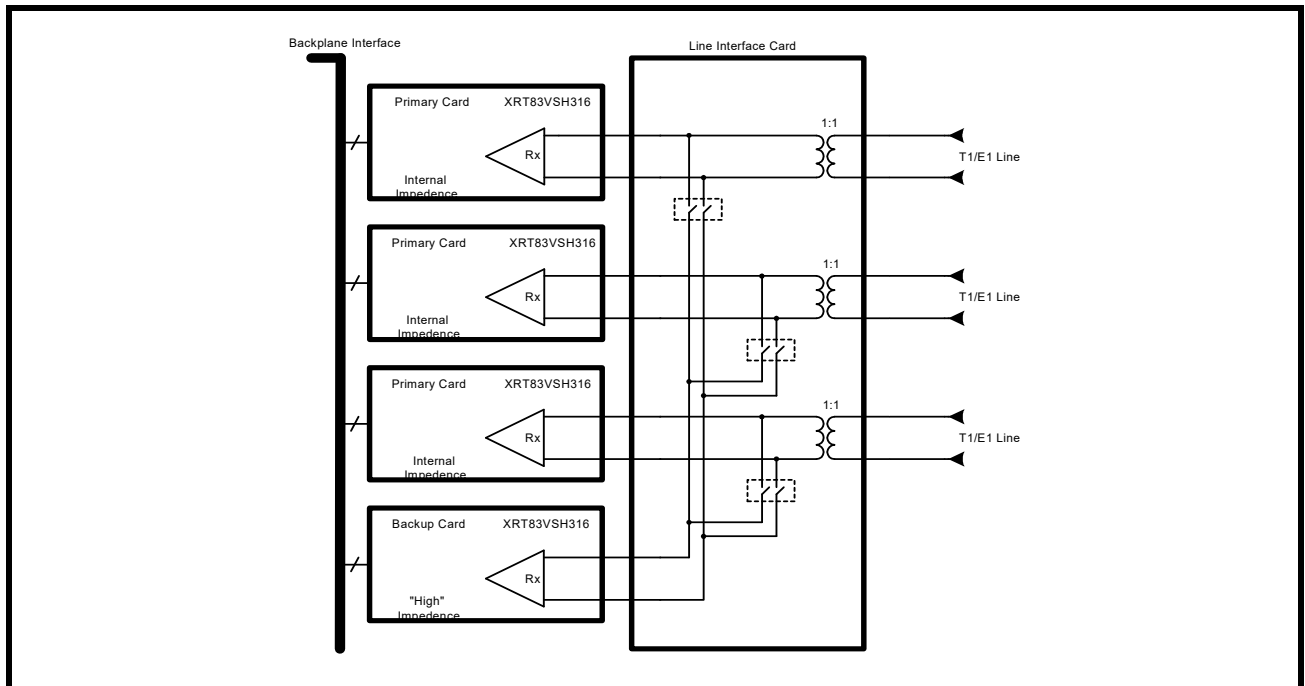 Backplane Interface
Line Interface Card
Primary Card XRT83VSH316
Rx
Internal
Impedence
1:1
T1/E1 Line
Primary Card XRT83VSH316
Rx
Internal
Impedence
1:1
T1/E1 Line
Primary Card XRT83VSH316
Rx
Internal
Impedence
1:1
T1/E1 Line
Backup Card XRT83VSH316
Rx
"High"
Impedence